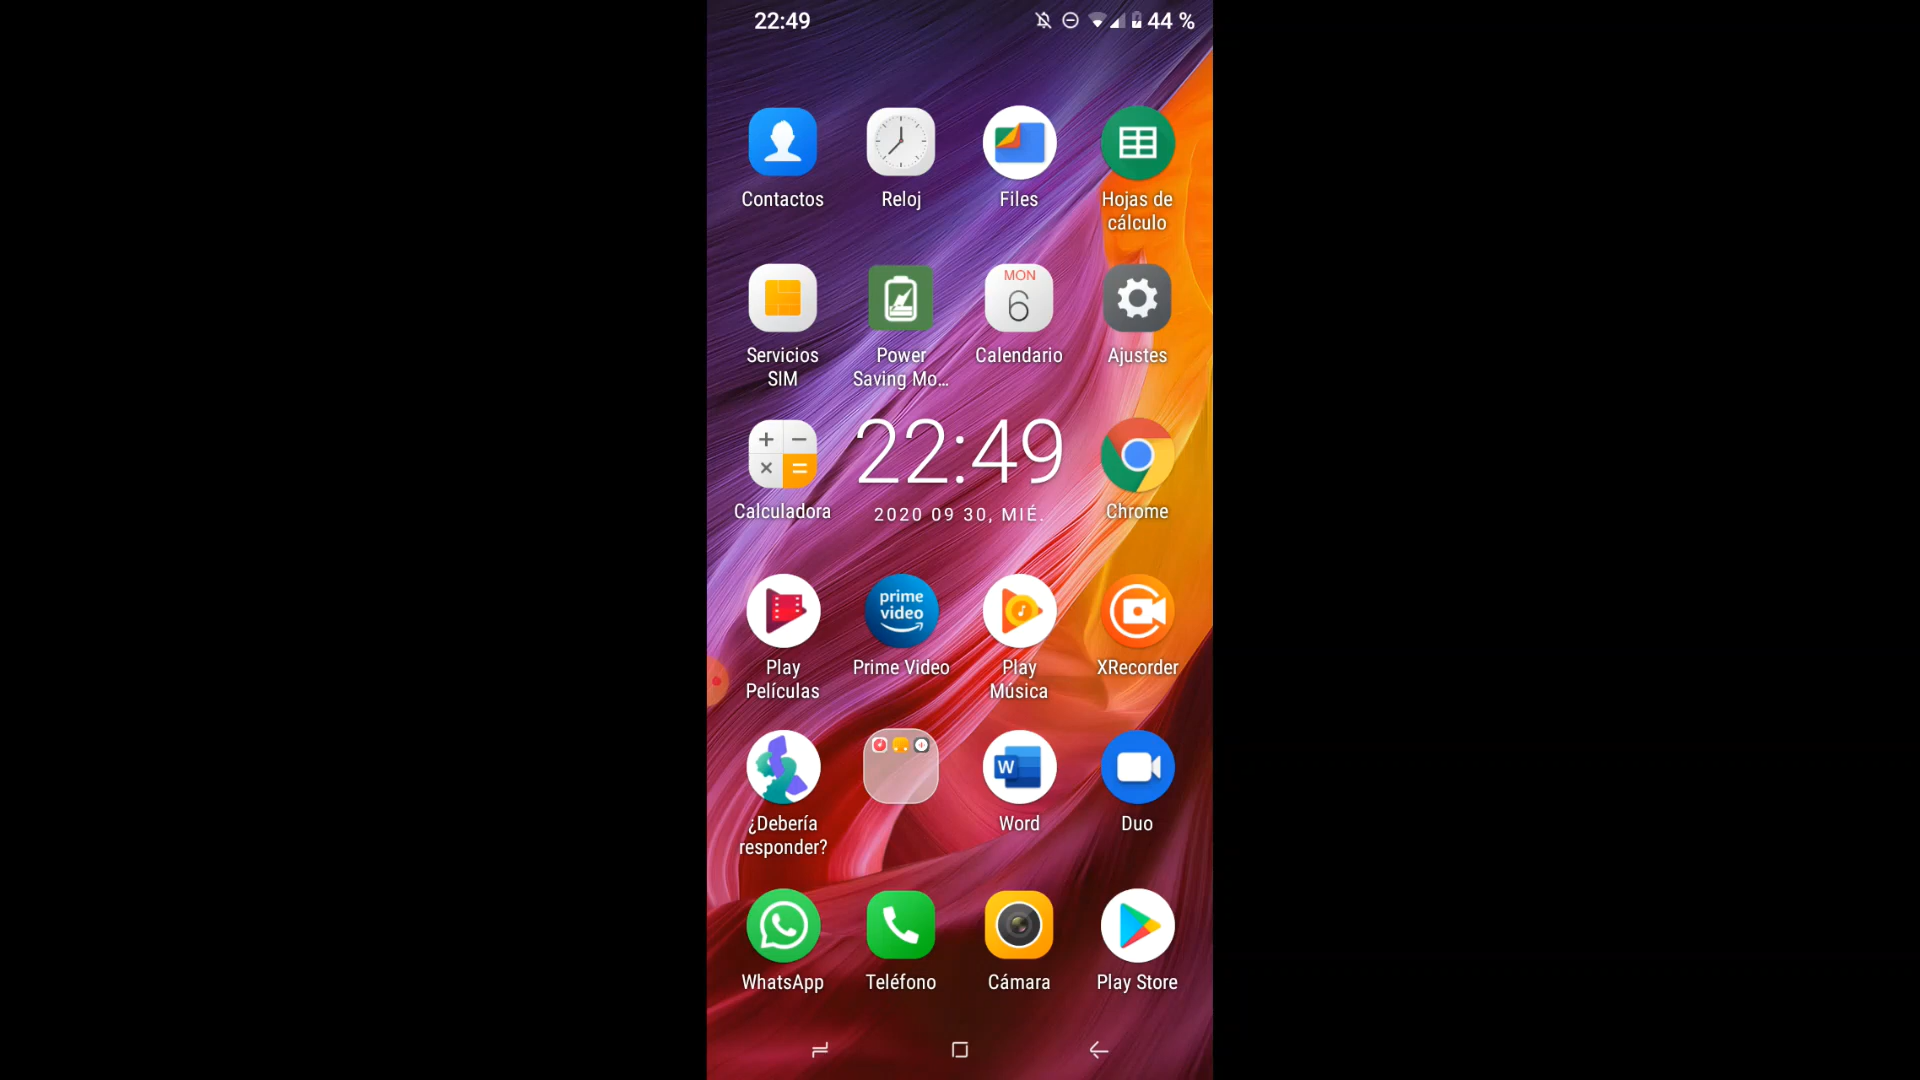 22:49
44 %
Contactos
Reloj
Files
Hojas de
cálculo
MON
6
Servicios
SIM
Power
Saving Mo...
Calendario
Ajustes
22:49
2020 09 30, MIÉ.
Calculadora
Chrome
prime
video
Play
Películas
Prime Video
Play
Música
XRecorder
W
¿Debería
responder?
Word
Duo
WhatsApp
Teléfono
Cámara
Play Store